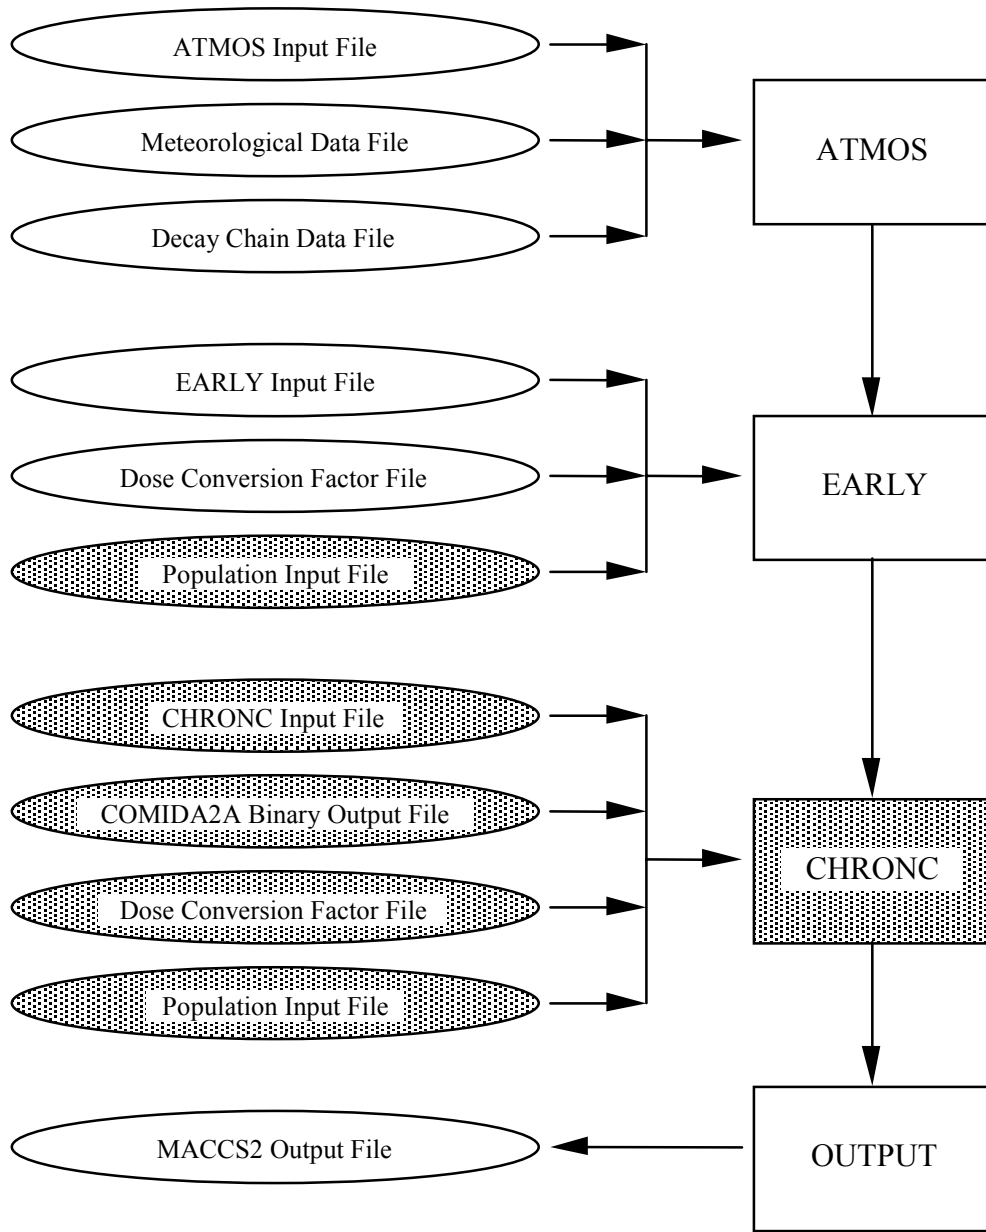 ATMOS Input File
Meteorological Data File
Decay Chain Data File
ATMOS
EARLY Input File
Dose Conversion Factor File
Population Input File
EARLY
CHRONC Input File
COMIDA2A Binary Output File
Dose Conversion Factor File
Population Input File
CHRONC
MACCS2 Output File
OUTPUT